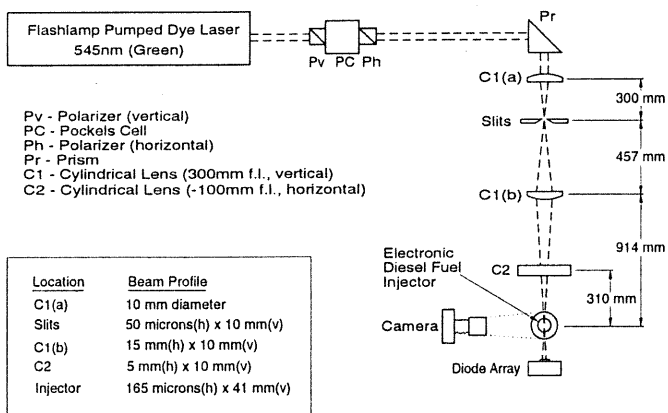 Flashlamp Pumped Dye Laser
545nm (Green)
Pv PC Ph
Pr
C1(a)
300 mm
Slits
457 mm
C1(b)
914 mm
Pv - Polarizer (vertical)
PC - Pockels Cell
Ph - Polarizer (horizontal)
Pr - Prism
C1 - Cylindrical Lens (300mm f.l., vertical)
C2 - Cylindrical Lens (-100mm f.l., horizontal)
Electronic
Diesel Fuel
Injector
C2
310 mm
Camera
Diode Array
Location Beam Profile
C1(a) 10 mm diameter
Slits 50 microns(h) x 10 mm(v)
C1(b) 15 mm(h) x 10 mm(v)
C2 5 mm(h) x 10 mm(v)
Injector 165 microns(h) x 41 mm(v)